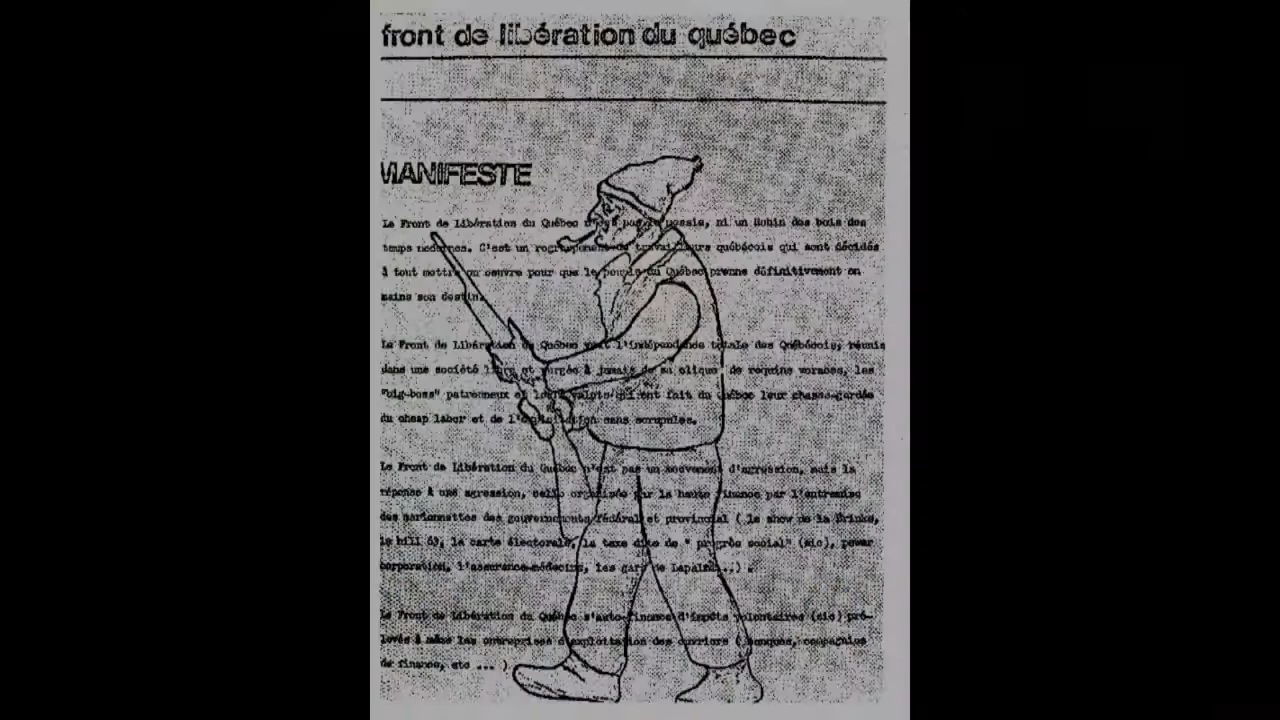 front de libération du québec
MANIFESTE
Le Front de Libération du Québec n'est pas le messie, ni un Robin des bois des
temps modernes. C'est un regroupement de travailleurs québécois qui sont décidés
à tout mettre en oeuvre pour que le peuple du Québec prenne définitivement en
mains son destin.
Le Front de Libération du Québec veut l'indépendance totale des Québécois, réunis
dans une société libre et purgée à jamais de sa clique de requins voraces, les
"big-boss" patronneux et leurs valets qui ont fait du Québec leur chasse-gardée
du cheap labor et de l'exploitation sans scrupules.
Le Front de Libération du Québec n'est pas un mouvement d'agression, mais la
réponse à une agression, celle organisée par la haute finance par l'entremise
des marionnettes des gouvernements fédéral et provincial ( le show de la Brinks,
le bill 63, la carte électorale, la taxe dite de " progrès social" (sic), power
corporation, l'assurance-médecins, les gars de Lapalme...) .
Le Front de Libération du Québec s'auto-finance d'impôts volontaires (sic) pré-
levés à même les entreprises d'exploitation des ouvriers ( banques, compagnies
de finance, etc ... )